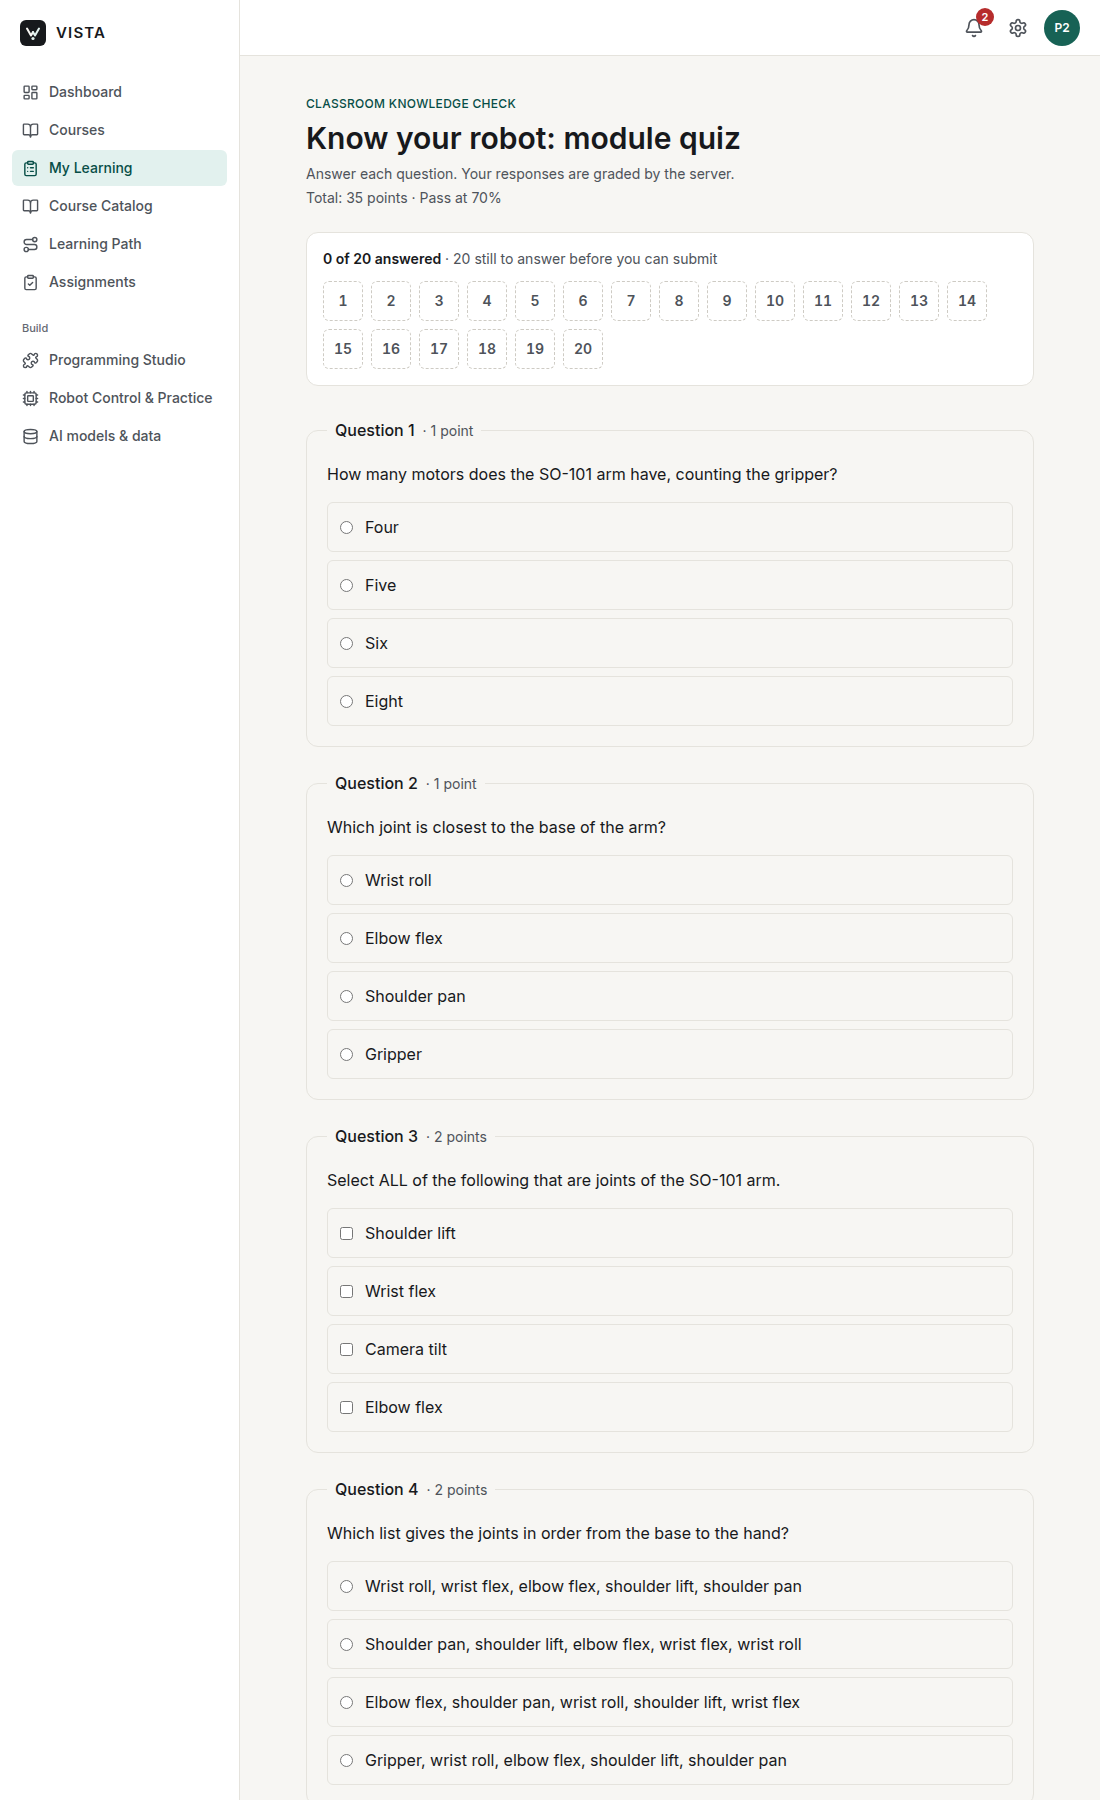 VISTA
2
P2
Dashboard
Courses
My Learning
Course Catalog
Learning Path
Assignments
Build
Programming Studio
Robot Control & Practice
AI models & data
CLASSROOM KNOWLEDGE CHECK
Know your robot: module quiz
Answer each question. Your responses are graded by the server.
Total: 35 points · Pass at 70%
0 of 20 answered · 20 still to answer before you can submit
1 2 3 4 5 6 7 8 9 10 11 12 13 14
15 16 17 18 19 20
Question 1 · 1 point
How many motors does the SO-101 arm have, counting the gripper?
Four
Five
Six
Eight
Question 2 · 1 point
Which joint is closest to the base of the arm?
Wrist roll
Elbow flex
Shoulder pan
Gripper
Question 3 · 2 points
Select ALL of the following that are joints of the SO-101 arm.
Shoulder lift
Wrist flex
Camera tilt
Elbow flex
Question 4 · 2 points
Which list gives the joints in order from the base to the hand?
Wrist roll, wrist flex, elbow flex, shoulder lift, shoulder pan
Shoulder pan, shoulder lift, elbow flex, wrist flex, wrist roll
Elbow flex, shoulder pan, wrist roll, shoulder lift, wrist flex
Gripper, wrist roll, elbow flex, shoulder lift, shoulder pan